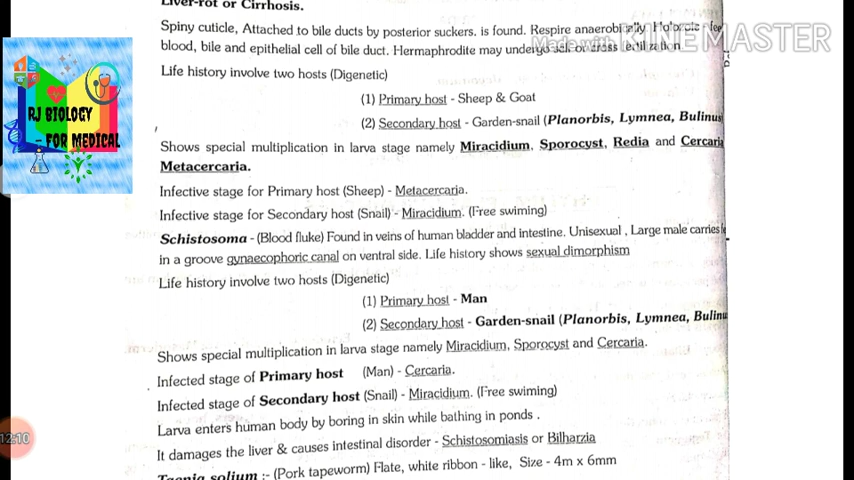 Liver-rot or Cirrhosis.
Spiny cuticle, Attached to bile ducts by posterior suckers. is found. Respire anaerobically.
blood, bile and epithelial cell of bile duct. Hermaphrodite may undergo self or cross fertilization
Made with KINEMASTER
Life history involve two hosts (Digenetic)
(1) Primary host - Sheep & Goat
(2) Secondary host - Garden-snail (Planorbis, Lymnea, Bulinus
Shows special multiplication in larva stage namely Miracidium, Sporocyst, Redia and Cercaria
Metacercaria.
Infective stage for Primary host (Sheep) - Metacercaria.
Infective stage for Secondary host (Snail) - Miracidium. (Free swiming)
Schistosoma - (Blood fluke) Found in veins of human bladder and intestine. Unisexual , Large male carries
in a groove gynaecophoric canal on ventral side. Life history shows sexual dimorphism
Life history involve two hosts (Digenetic)
(1) Primary host - Man
(2) Secondary host - Garden-snail (Planorbis, Lymnea, Bulinu
Shows special multiplication in larva stage namely Miracidium, Sporocyst and Cercaria.
Infected stage of Primary host (Man) - Cercaria.
Infected stage of Secondary host (Snail) - Miracidium. (Free swiming)
Larva enters human body by boring in skin while bathing in ponds .
It damages the liver & causes intestinal disorder - Schistosomiasis or Bilharzia
Taenia solium :- (Pork tapeworm) Flate, white ribbon - like, Size - 4m x 6mm
RJ BIOLOGY
- FOR MEDICAL
12:10